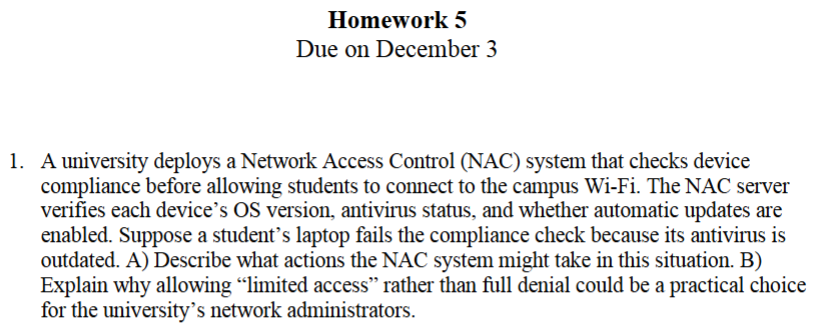 Homework 5
Due on December 3
1. A university deploys a Network Access Control (NAC) system that checks device
compliance before allowing students to connect to the campus Wi-Fi. The NAC server
verifies each device’s OS version, antivirus status, and whether automatic updates are
enabled. Suppose a student’s laptop fails the compliance check because its antivirus is
outdated. A) Describe what actions the NAC system might take in this situation. B)
Explain why allowing “limited access” rather than full denial could be a practical choice
for the university’s network administrators.